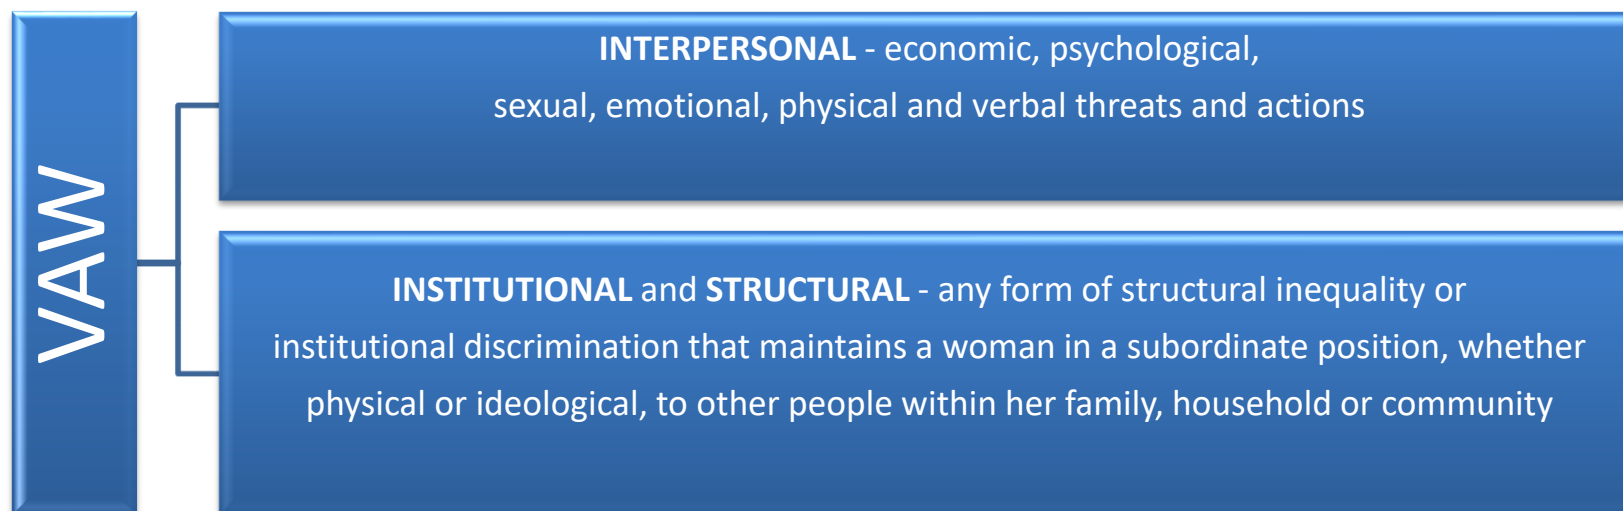 VAW
INTERPERSONAL - economic, psychological,
sexual, emotional, physical and verbal threats and actions
INSTITUTIONAL and STRUCTURAL - any form of structural inequality or
institutional discrimination that maintains a woman in a subordinate position, whether
physical or ideological, to other people within her family, household or community